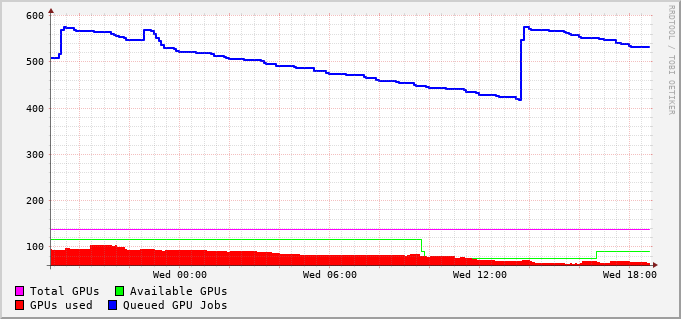 600
500
400
300
200
100
Wed 00:00 Wed 06:00 Wed 12:00 Wed 18:00
Total GPUs Available GPUs
GPUs used Queued GPU Jobs
RRDTOOL / TOBI OETIKER